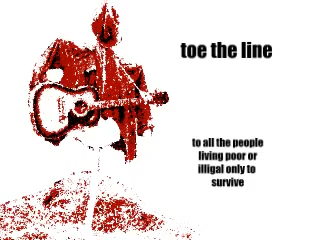 toe the line
to all the people
living poor or
illigal only to
survive